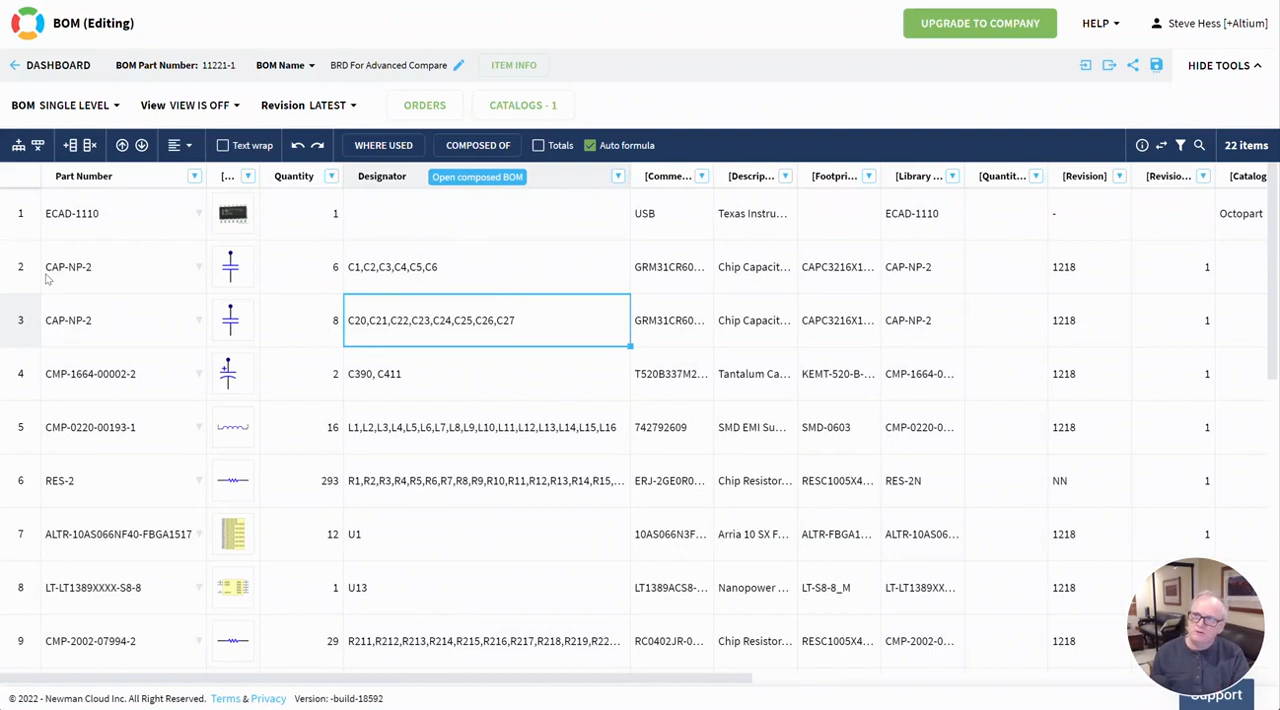 BOM (Editing)
UPGRADE TO COMPANY
HELP
Steve Hess [+Altium]
DASHBOARD
BOM Part Number: 11221-1
BOM Name
BRD For Advanced Compare
ITEM INFO
HIDE TOOLS
BOM SINGLE LEVEL
View VIEW IS OFF
Revision LATEST
ORDERS
CATALOGS - 1
Text wrap
WHERE USED
COMPOSED OF
Totals
Auto formula
22 items
Part Number [... Quantity Designator Open composed BOM [Comme... [Descrip... [Footpri... [Library ... [Quantit... [Revision] [Revisio... [Catalog
1 ECAD-1110 1 USB Texas Instru... ECAD-1110 - Octopart
2 CAP-NP-2 6 C1,C2,C3,C4,C5,C6 GRM31CR60... Chip Capacit... CAPC3216X1... CAP-NP-2 1218 1
3 CAP-NP-2 8 C20,C21,C22,C23,C24,C25,C26,C27 GRM31CR60... Chip Capacit... CAPC3216X1... CAP-NP-2 1218 1
4 CMP-1664-00002-2 2 C390, C411 T520B337M2... Tantalum Ca... KEMT-520-B-... CMP-1664-0... 1218 1
5 CMP-0220-00193-1 16 L1,L2,L3,L4,L5,L6,L7,L8,L9,L10,L11,L12,L13,L14,L15,L16 742792609 SMD EMI Su... SMD-0603 CMP-0220-0... 1218 1
6 RES-2 293 R1,R2,R3,R4,R5,R6,R7,R8,R9,R10,R11,R12,R13,R14,R15,... ERJ-2GE0R0... Chip Resistor... RESC1005X4... RES-2N NN 1
7 ALTR-10AS066NF40-FBGA1517 12 U1 10AS066N3F... Arria 10 SX F... ALTR-FBGA1... ALTR-10AS06... 1218 1
8 LT-LT1389XXXX-S8-8 1 U13 LT1389ACS8-... Nanopower ... LT-S8-8_M LT-LT1389XX... 1218
9 CMP-2002-07994-2 29 R211,R212,R213,R214,R215,R216,R217,R218,R219,R22... RC0402JR-0... Chip Resistor... RESC1005X4... CMP-2002-0... 1218
© 2022 - Newman Cloud Inc. All Right Reserved. Terms & Privacy Version: -build-18592
Support